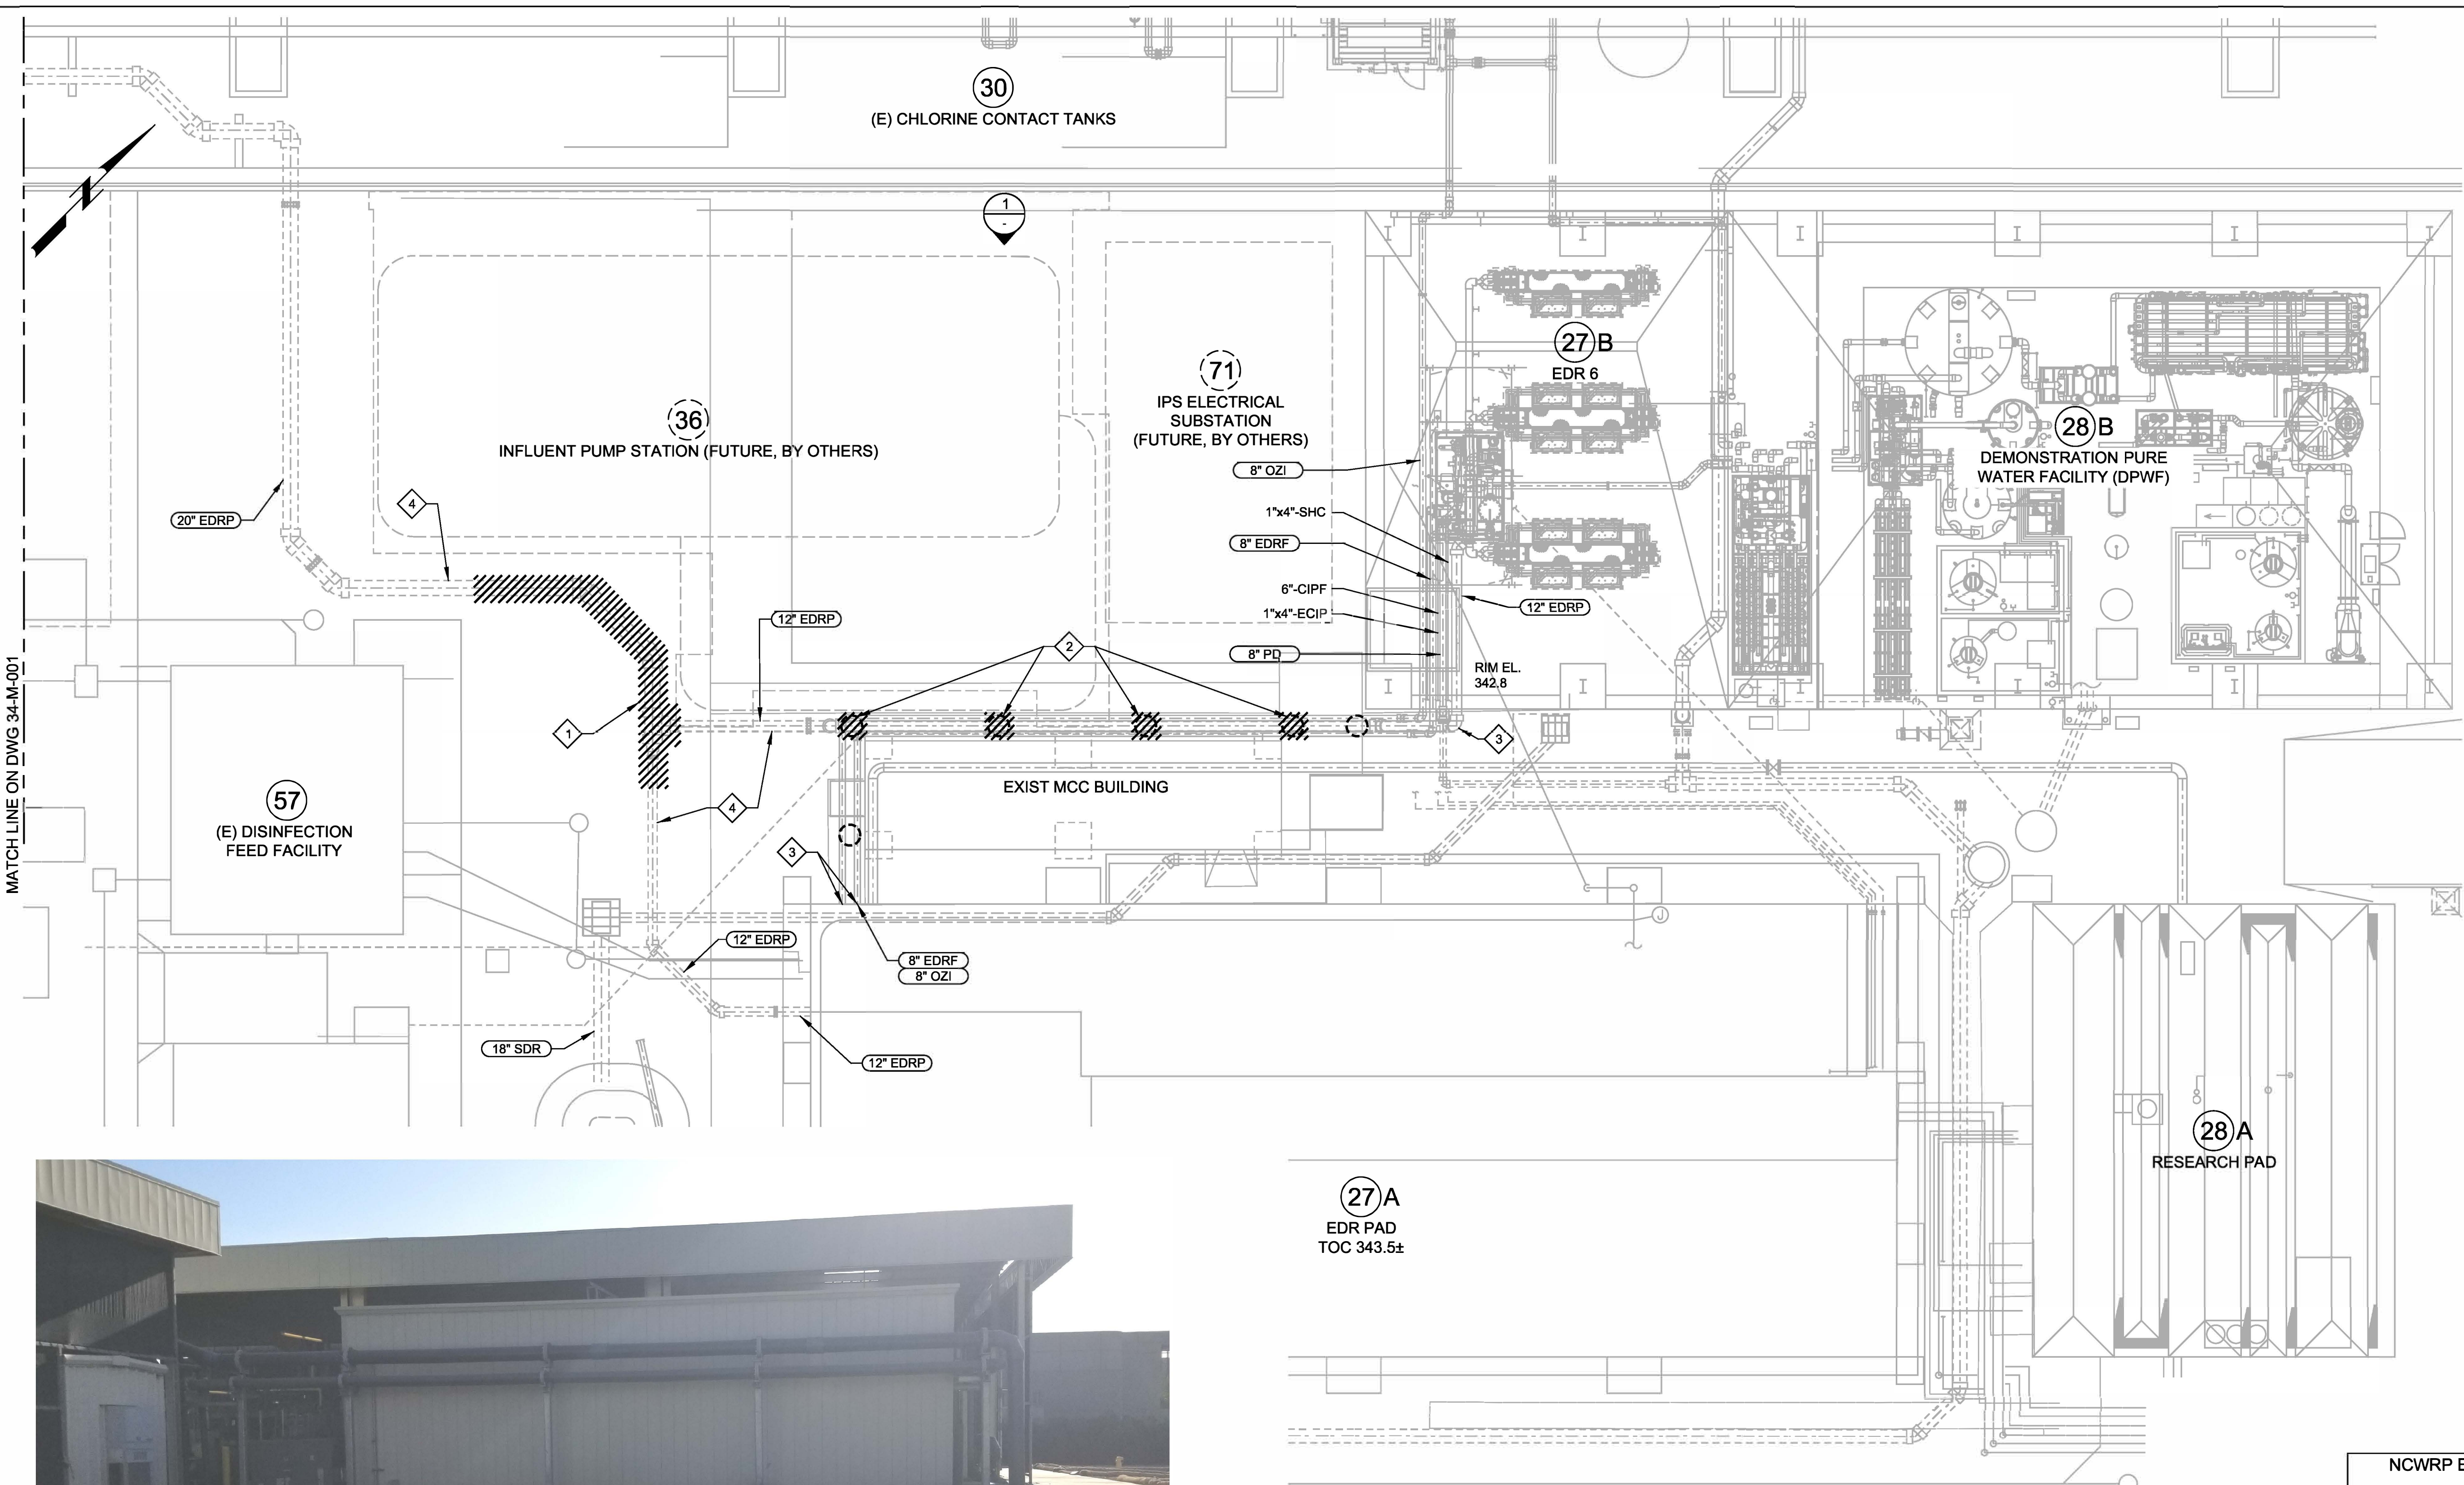 30
(E) CHLORINE CONTACT TANKS
1
-
27 B
EDR 6
71
IPS ELECTRICAL
SUBSTATION
(FUTURE, BY OTHERS)
36
INFLUENT PUMP STATION (FUTURE, BY OTHERS)
28 B
DEMONSTRATION PURE
WATER FACILITY (DPWF)
8" OZI
4
20" EDRP
1"x4"-SHC
8" EDRF
6"-CIPF
1"x4"-ECIP
12" EDRP
12" EDRP
2
8" PD
RIM EL.
342.8
1
3
MATCH LINE ON DWG 34-M-001
EXIST MCC BUILDING
57
(E) DISINFECTION
FEED FACILITY
4
3
J
12" EDRP
8" EDRF
8" OZI
18" SDR
12" EDRP
28 A
RESEARCH PAD
27 A
EDR PAD
TOC 343.5±
NCWRP E